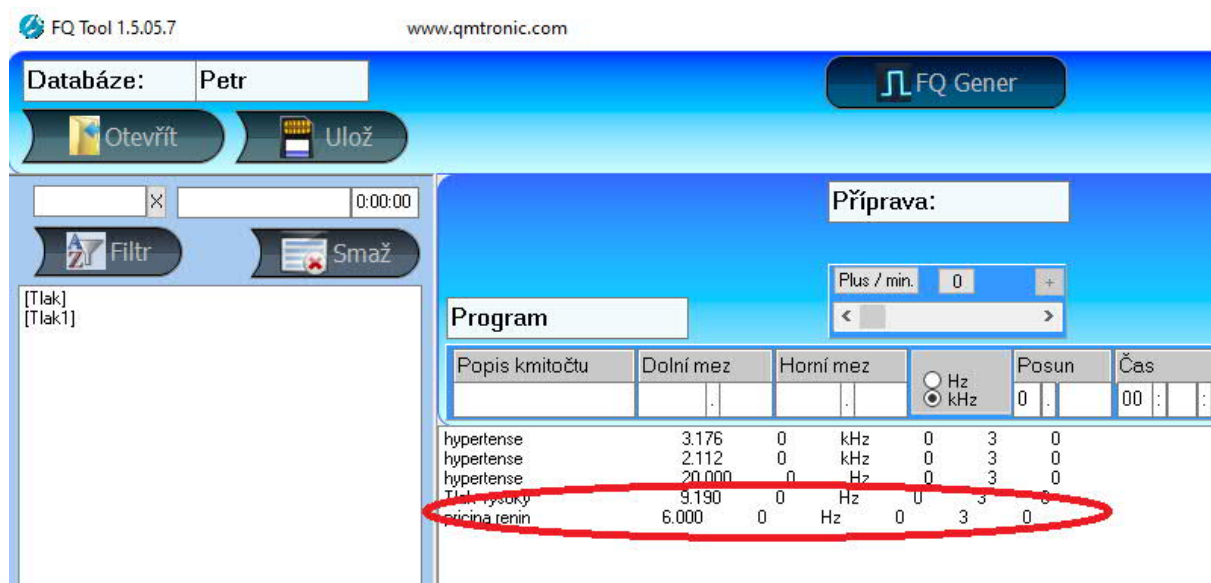 FQ Tool 1.5.05.7 www.qmtronic.com
Databáze: Petr
FQ Gener
Otevřít Ulož
X 0:00:00
Příprava:
Filtr Smaž
Plus / min. 0 +
[Tlak]
[Tlak1]
Program
< >
Popis kmitočtu Dolní mez Horní mez Hz kHz Posun Čas
. . 0 . 00 : :
hypertense 3.176 0 kHz 0 3 0
hypertense 2.112 0 kHz 0 3 0
hypertense 20.000 0 Hz 0 3 0
Tlak vysoky 9.190 0 Hz 0 3 0
pricina renin 6.000 0 Hz 0 3 0